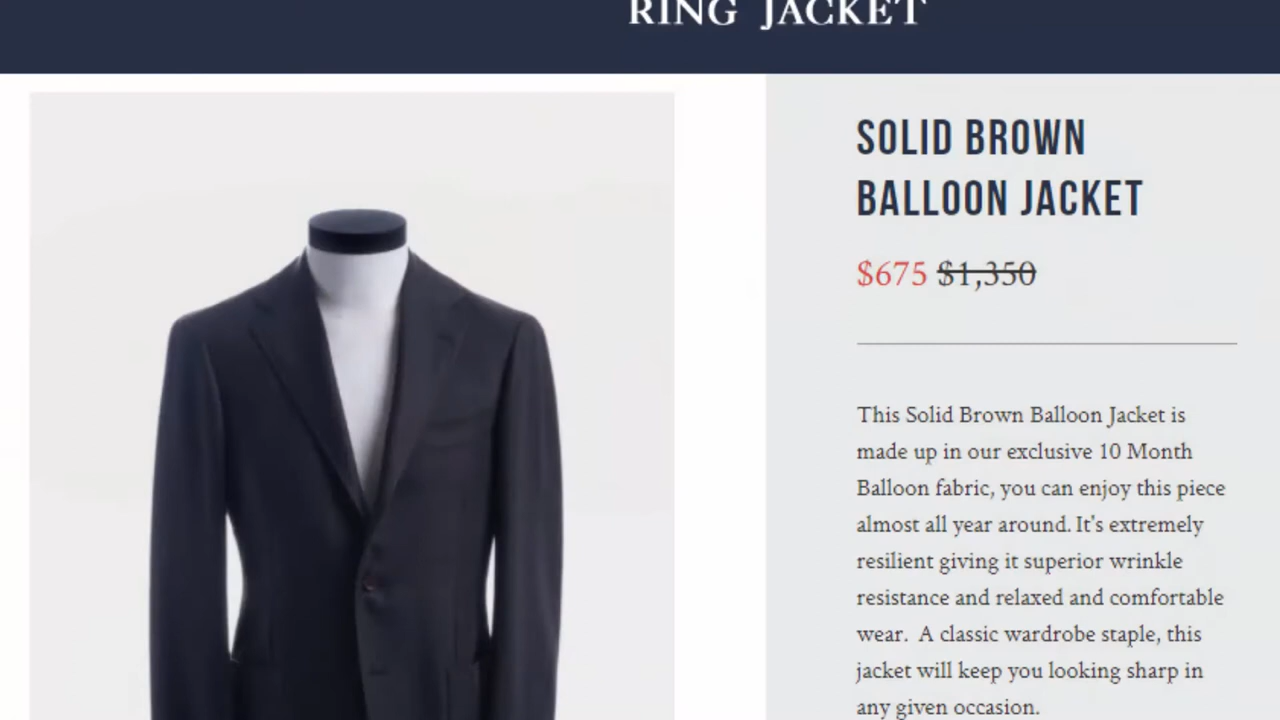 RING JACKET
SOLID BROWN
BALLOON JACKET
$675 $1,350
This Solid Brown Balloon Jacket is
made up in our exclusive 10 Month
Balloon fabric, you can enjoy this piece
almost all year around. It's extremely
resilient giving it superior wrinkle
resistance and relaxed and comfortable
wear.  A classic wardrobe staple, this
jacket will keep you looking sharp in
any given occasion.